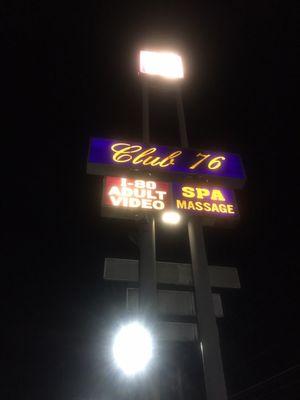 Club 76
I-80
ADULT
VIDEO
SPA
MASSAGE